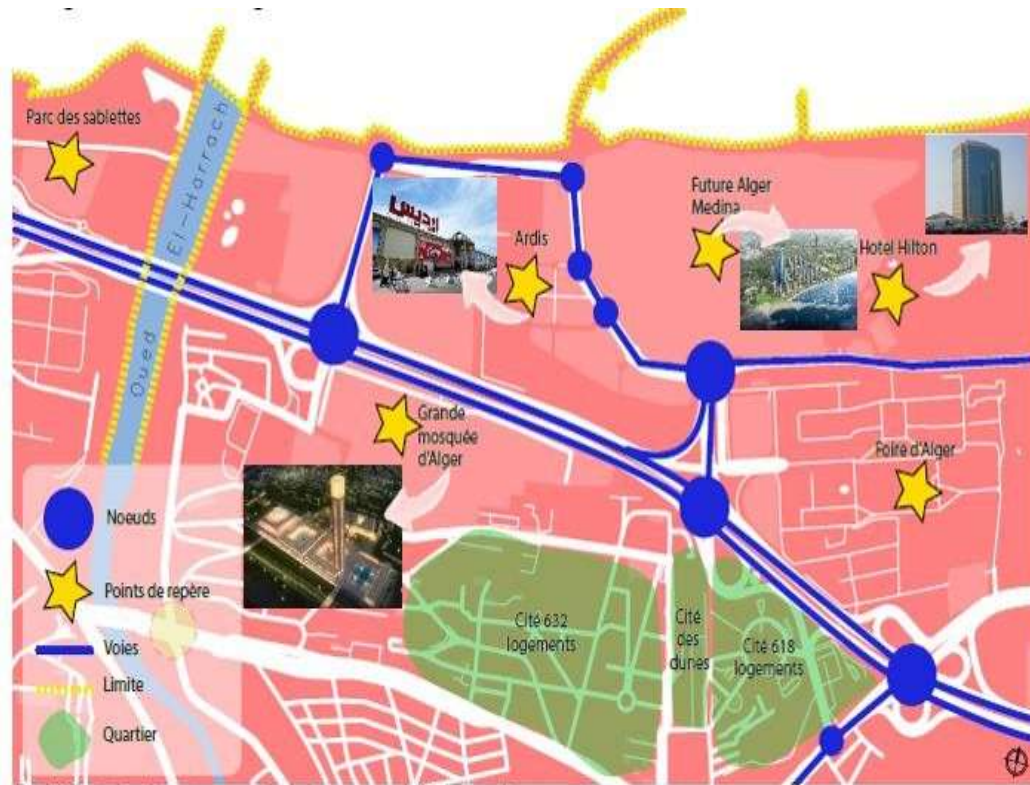 Parc des sablettes
Oued El-Harrach
ارديس
Ardis
Future Alger
Medina
Hotel Hilton
Grande
mosquée
d'Alger
Foire d'Alger
Noeuds
Points de repère
Voies
Limite
Quartier
Cité 632
logements
Cité
des
dunes
Cité 618
logements